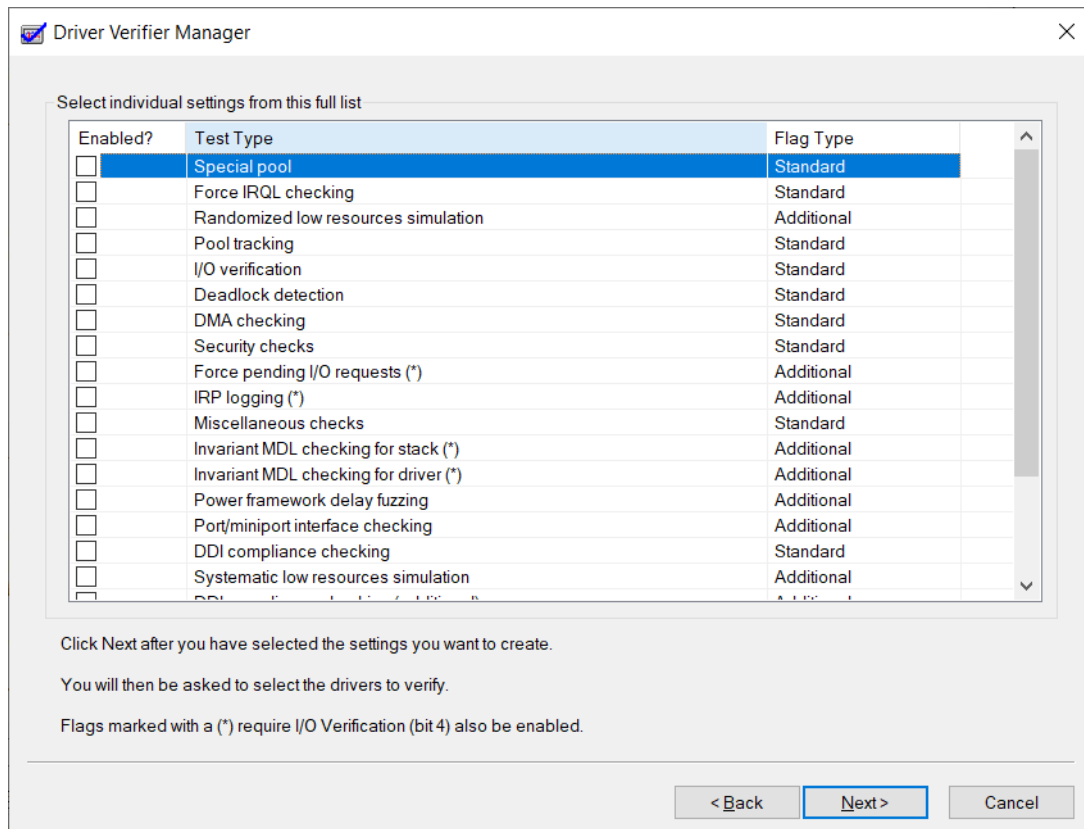 Driver Verifier Manager
Select individual settings from this full list
Enabled? Test Type Flag Type
Special pool Standard
Force IRQL checking Standard
Randomized low resources simulation Additional
Pool tracking Standard
I/O verification Standard
Deadlock detection Standard
DMA checking Standard
Security checks Standard
Force pending I/O requests (*) Additional
IRP logging (*) Additional
Miscellaneous checks Standard
Invariant MDL checking for stack (*) Additional
Invariant MDL checking for driver (*) Additional
Power framework delay fuzzing Additional
Port/miniport interface checking Additional
DDI compliance checking Standard
Systematic low resources simulation Additional
Click Next after you have selected the settings you want to create.
You will then be asked to select the drivers to verify.
Flags marked with a (*) require I/O Verification (bit 4) also be enabled.
< Back Next > Cancel